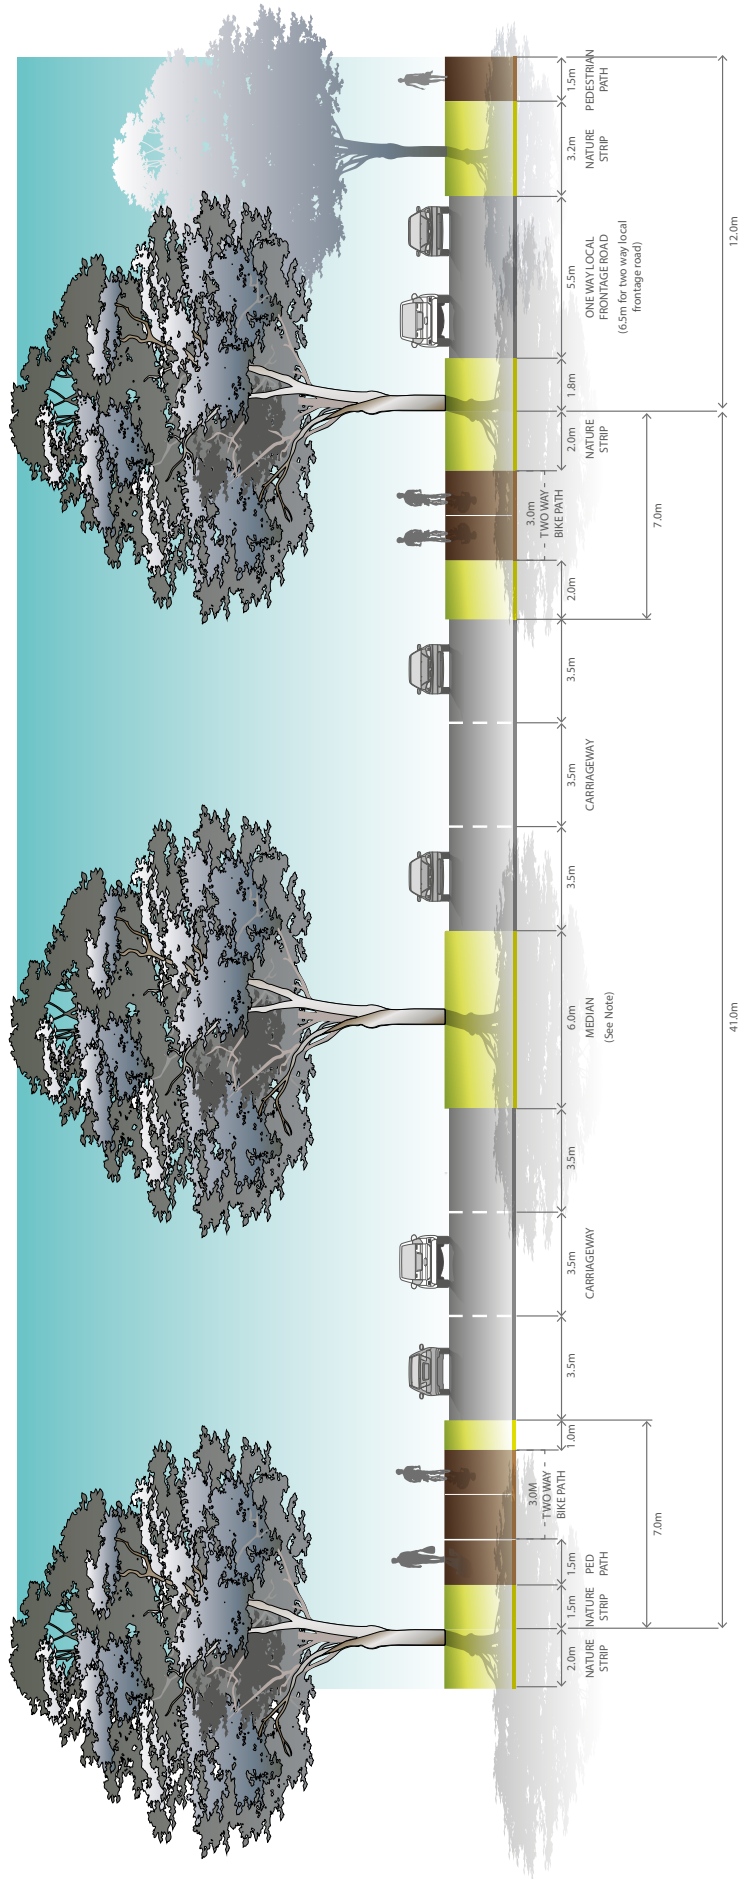 2.0m
NATURE
STRIP
1.5m
NATURE
STRIP
1.5m
PED
PATH
3.0M
TWO WAY
BIKE PATH
1.0m
7.0m
3.5m
3.5m
CARRIAGEWAY
3.5m
6.0m
MEDIAN
(See Note)
3.5m
3.5m
CARRIAGEWAY
3.5m
2.0m
3.0m
TWO WAY
BIKE PATH
2.0m
NATURE
STRIP
7.0m
41.0m
1.8m
5.5m
ONE WAY LOCAL
FRONTAGE ROAD
(6.5m for two way local
frontage road)
3.2m
NATURE
STRIP
1.5m
PEDESTRIAN
PATH
12.0m